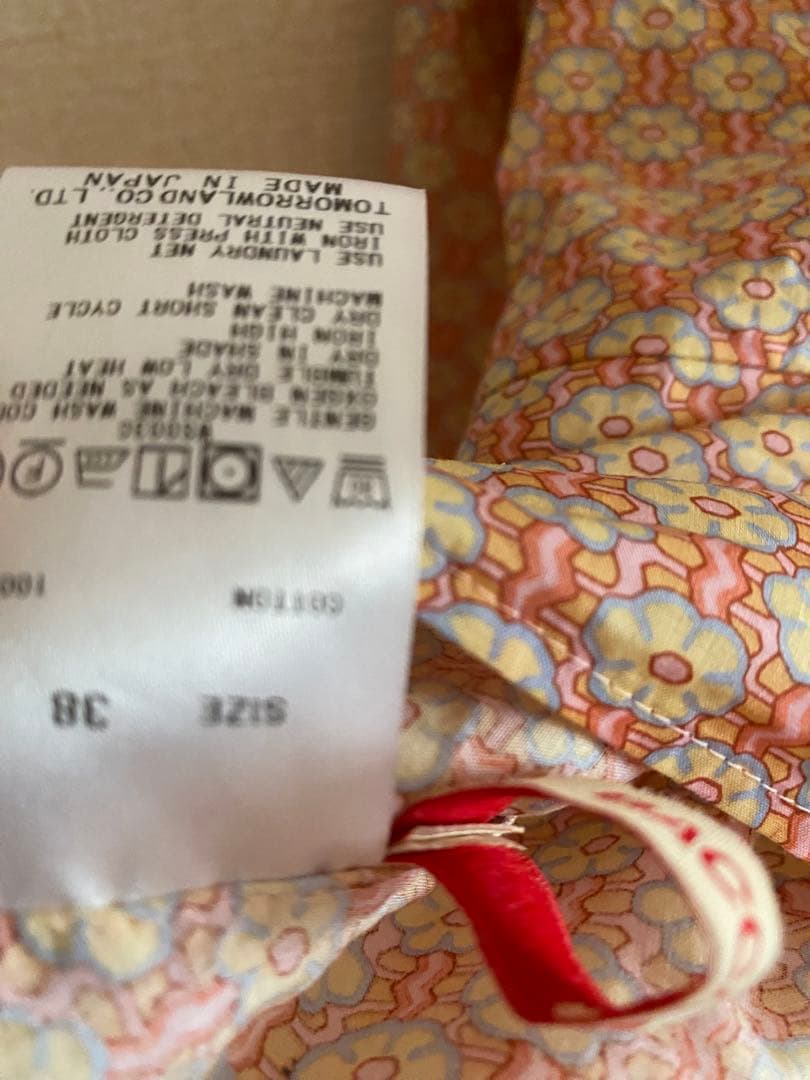 SIZE 38
COTTON 100
GENTLE MACHINE WASH
OXGEN BLEACH AS NEEDED
TUMBLE DRY LOW HEAT
DRY IN SHADE
IRON HIGH
DRY CLEAN SHORT CYCLE
MACHINE WASH
USE LAUNDRY NET
IRON WITH PRESS CLOTH
USE NEUTRAL DETERGENT
TOMORROWLAND CO., LTD.
MADE IN JAPAN